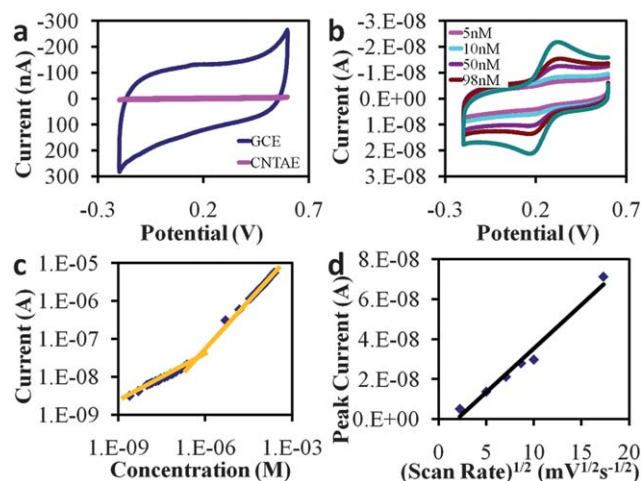 a
-300
-200
-100
0
100
200
300
Current (nA)
GCE
CNTAE
-0.3
0.2
0.7
Potential (V)
b
-3.E-08
-2.E-08
-1.E-08
0.E+00
1.E-08
2.E-08
3.E-08
Current (A)
5nM
10nM
50nM
98nM
-0.3
0.2
0.7
Potential (V)
c
1.E-05
1.E-06
1.E-07
1.E-08
1.E-09
Current (A)
1.E-09
1.E-06
1.E-03
Concentration (M)
d
8.E-08
6.E-08
4.E-08
2.E-08
0.E+00
Peak Current (A)
0
5
10
15
20
(Scan Rate)^1/2 (mV^1/2s^-1/2)